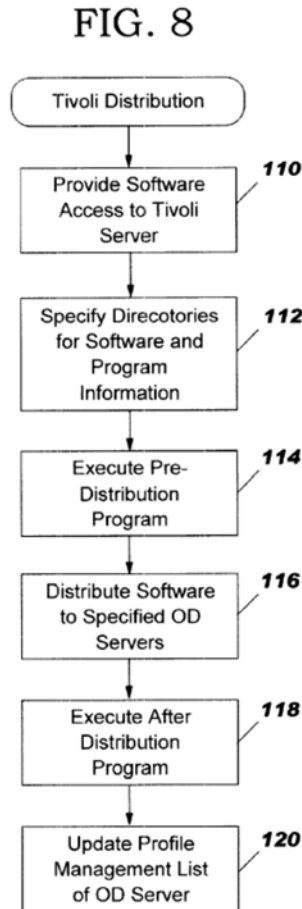 FIG. 8
Tivoli Distribution
110
Provide Software
Access to Tivoli
Server
112
Specify Direcotories
for Software and
Program
Information
114
Execute Pre-
Distribution
Program
116
Distribute Software
to Specified OD
Servers
118
Execute After
Distribution
Program
120
Update Profile
Management List
of OD Server